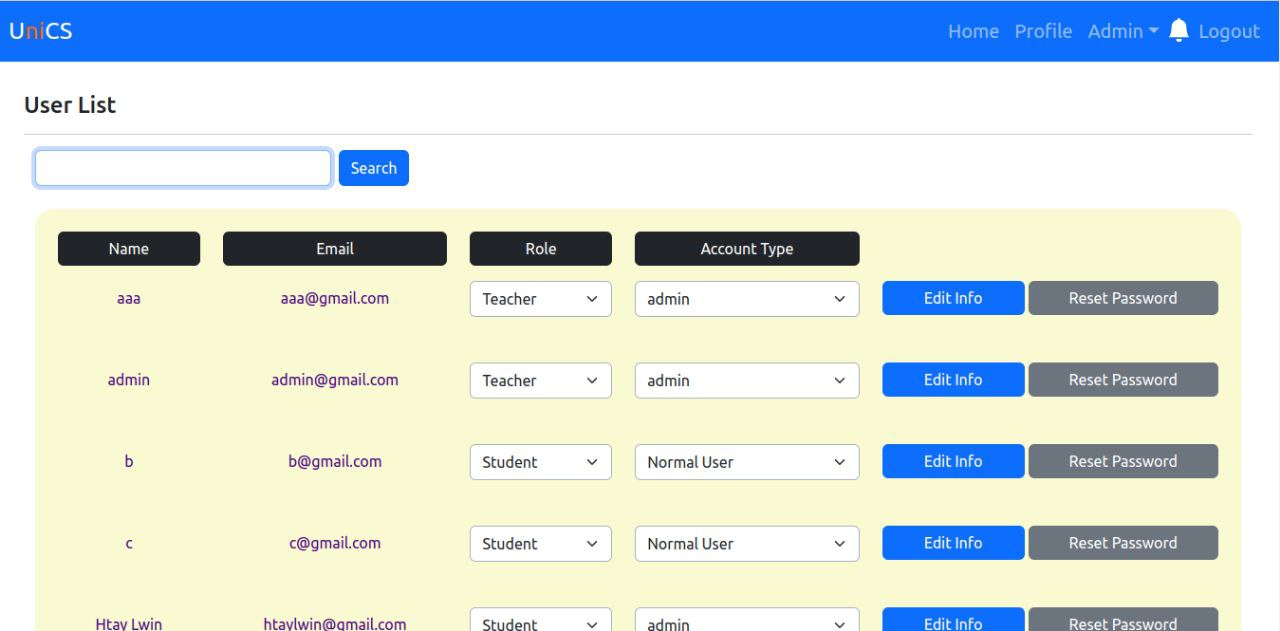 UniCS Home Profile Admin Logout
User List
Search
Name Email Role Account Type
aaa aaa@gmail.com Teacher admin Edit Info Reset Password
admin admin@gmail.com Teacher admin Edit Info Reset Password
b b@gmail.com Student Normal User Edit Info Reset Password
c c@gmail.com Student Normal User Edit Info Reset Password
Htay Lwin htaylwin@gmail.com Student admin Edit Info Reset Password